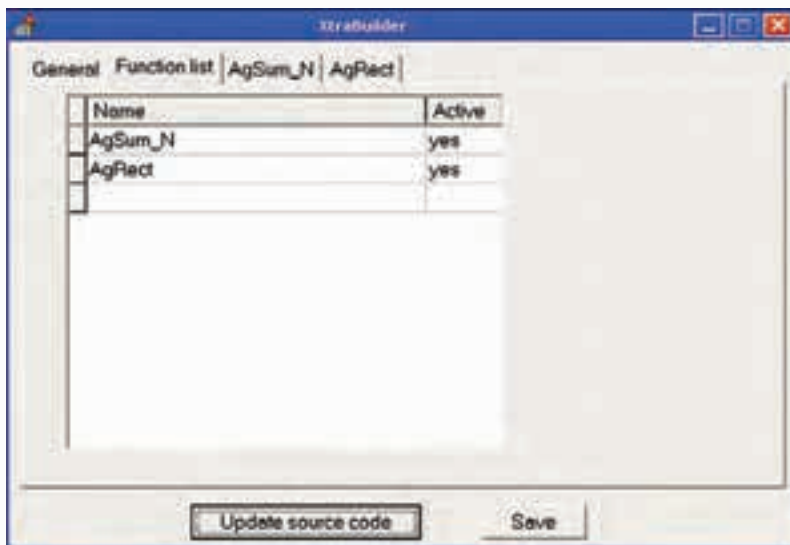 XtraBuilder
General Function list AgSum_N AgRect
Name Active
AgSum_N yes
AgRect yes
Update source code Save